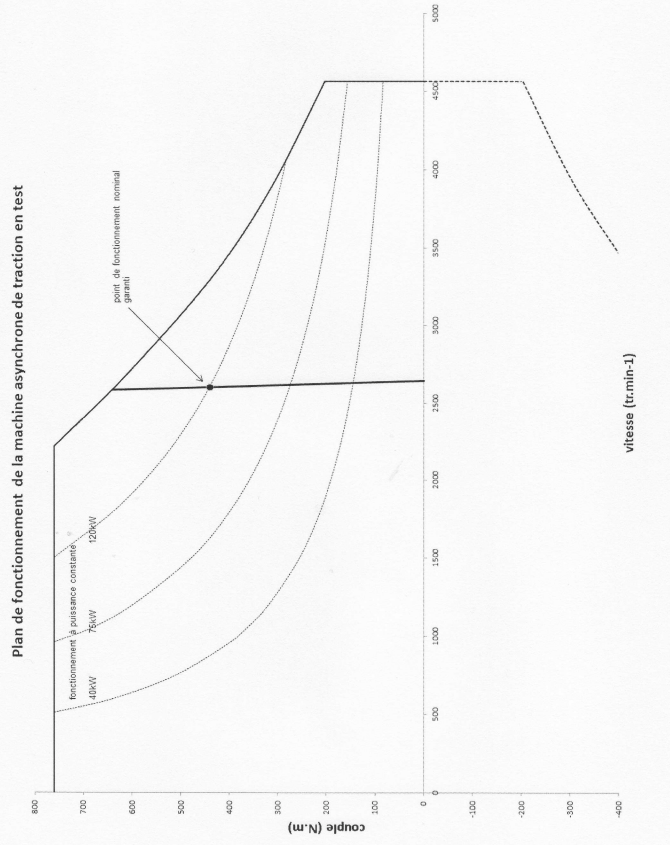 Plan de fonctionnement de la machine asynchrone de traction en test
point de fonctionnement nominal
garanti
fonctionnement à puissance constante
40kW
75kW
120kW
couple (N.m)
800
700
600
500
400
300
200
100
0
-100
-200
-300
-400
0
500
1000
1500
2000
2500
3000
3500
4000
4500
5000
vitesse (tr.min-1)